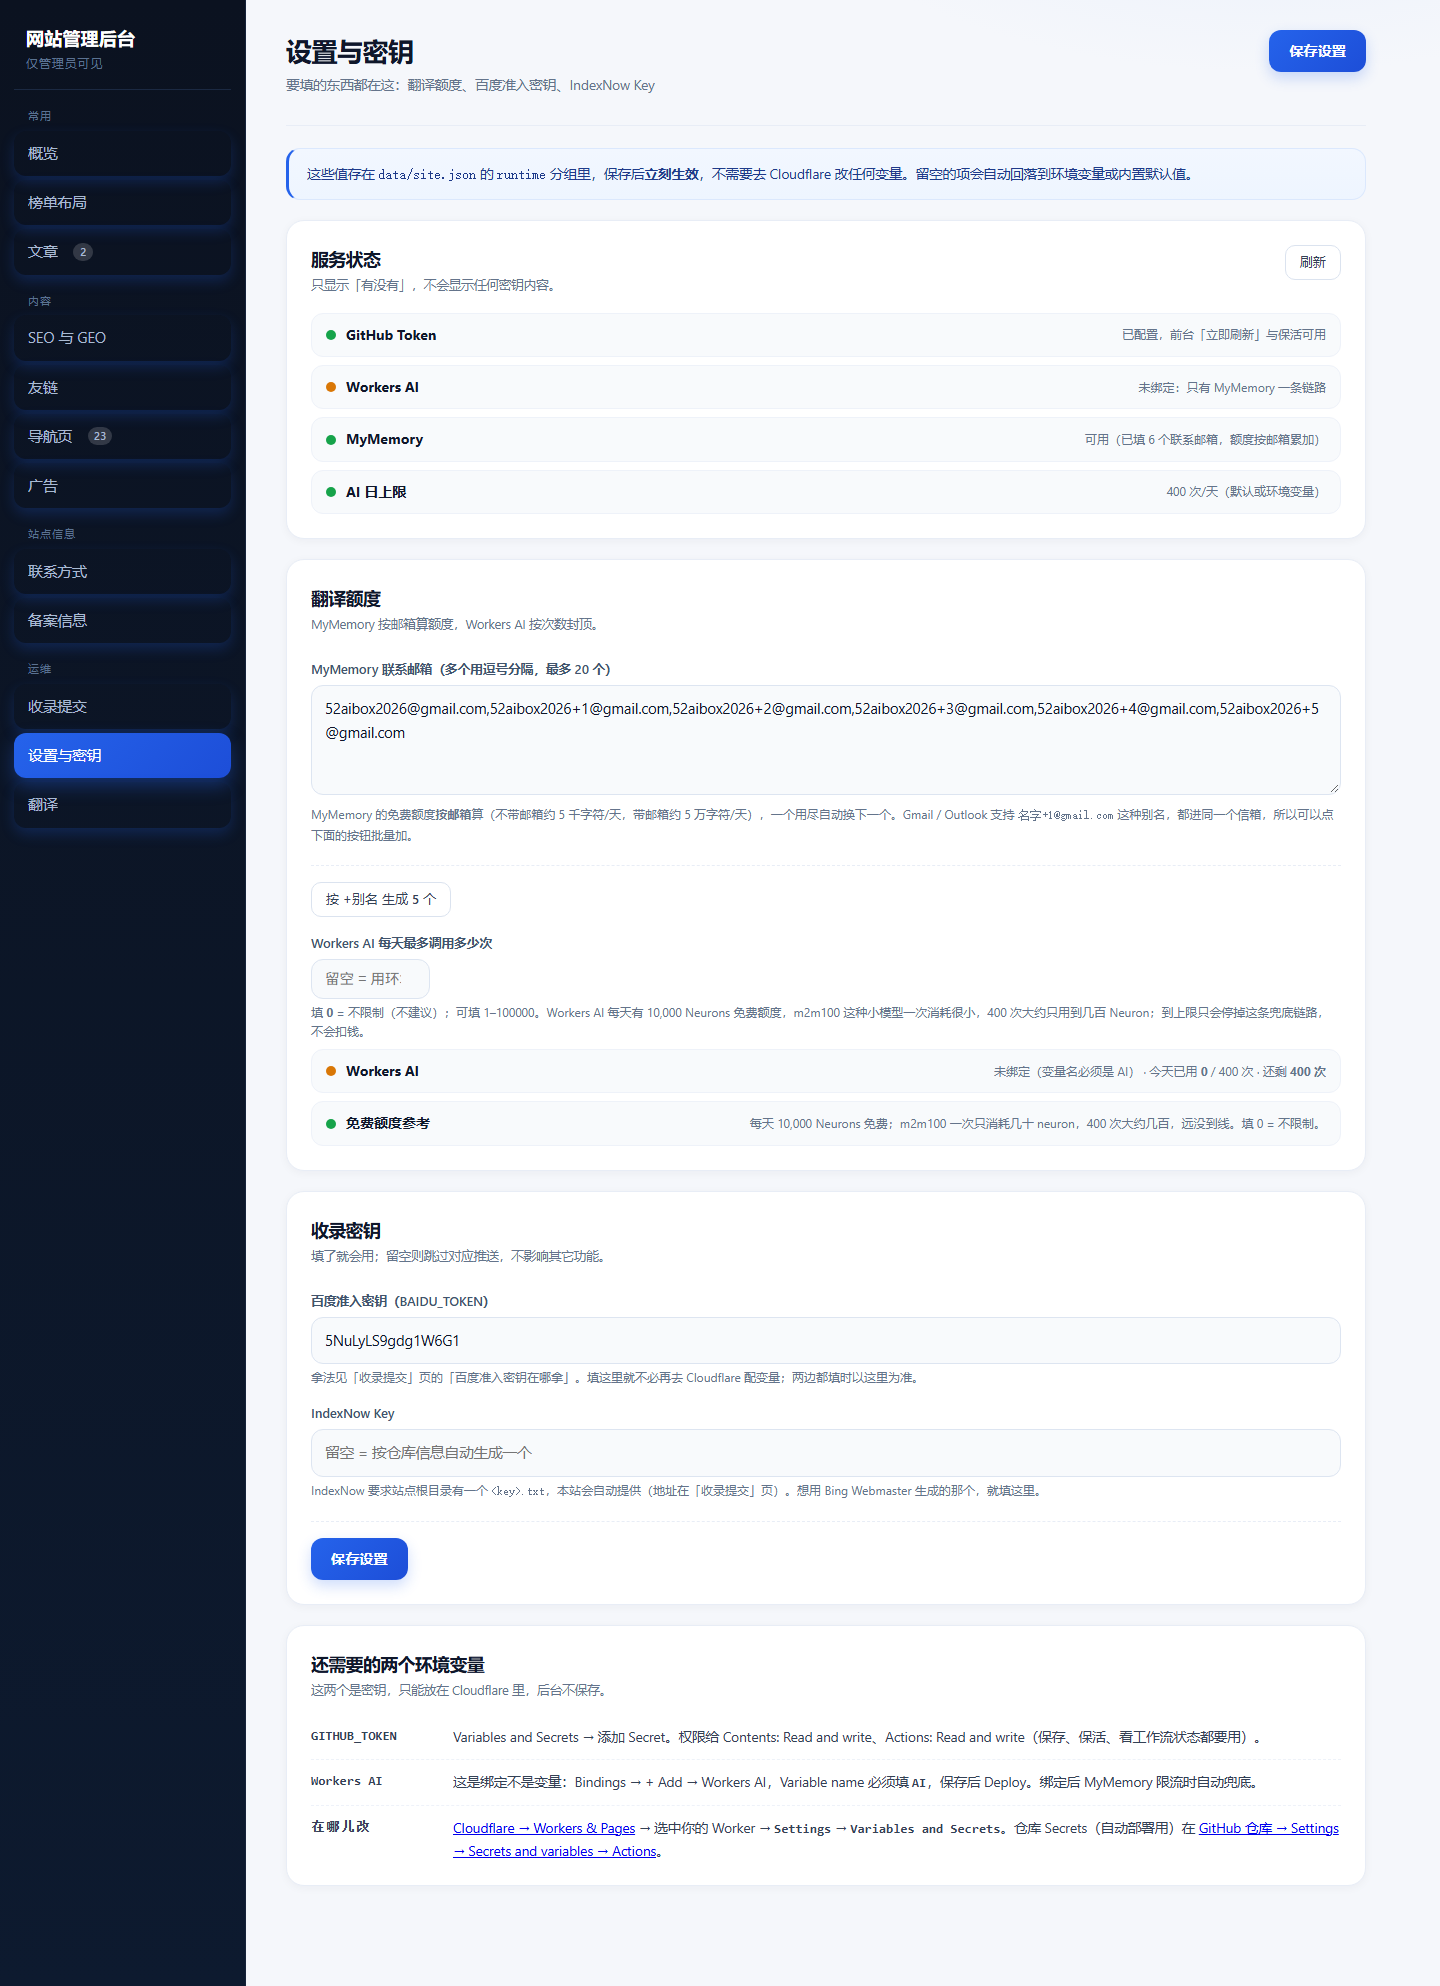 网站管理后台
仅管理员可见
常用
概览
榜单布局
文章 2
内容
SEO 与 GEO
友链
导航页 23
广告
站点信息
联系方式
备案信息
运维
收录提交
设置与密钥
翻译
设置与密钥
要填的东西都在这：翻译额度、百度准入密钥、IndexNow Key
保存设置
这些值存在 data/site.json 的 runtime 分组里，保存后立刻生效，不需要去 Cloudflare 改任何变量。留空的项会自动回落到环境变量或内置默认值。
服务状态
只显示「有没有」，不会显示任何密钥内容。
刷新
GitHub Token 已配置，前台「立即刷新」与保活可用
Workers AI 未绑定：只有 MyMemory 一条链路
MyMemory 可用（已填 6 个联系邮箱，额度按邮箱累加）
AI 日上限 400 次/天（默认或环境变量）
翻译额度
MyMemory 按邮箱算额度，Workers AI 按次数封顶。
MyMemory 联系邮箱（多个用逗号分隔，最多 20 个）
52aibox2026@gmail.com,52aibox2026+1@gmail.com,52aibox2026+2@gmail.com,52aibox2026+3@gmail.com,52aibox2026+4@gmail.com,52aibox2026+5
@gmail.com
MyMemory 的免费额度按邮箱算（不带邮箱约 5 千字符/天，带邮箱约 5 万字符/天），一个用尽自动换下一个。Gmail / Outlook 支持 名字+1@gmail.com 这种别名，都进同一个信箱，所以可以点
下面的按钮批量加。
按 +别名 生成 5 个
Workers AI 每天最多调用多少次
留空 = 用环
填 0 = 不限制（不建议）；可填 1–100000。Workers AI 每天有 10,000 Neurons 免费额度，m2m100 这种小模型一次消耗很小，400 次大约只用到几百 Neuron；到上限只会停掉这条兜底链路，
不会扣钱。
Workers AI 未绑定（变量名必须是 AI） · 今天已用 0 / 400 次 · 还剩 400 次
免费额度参考 每天 10,000 Neurons 免费；m2m100 一次只消耗几十 neuron，400 次大约几百，远没到线。填 0 = 不限制。
收录密钥
填了就会用；留空则跳过对应推送，不影响其它功能。
百度准入密钥（BAIDU_TOKEN）
5NuLyLS9gdg1W6G1
拿法见「收录提交」页的「百度准入密钥在哪拿」。填这里就不必再去 Cloudflare 配变量；两边都填时以这里为准。
IndexNow Key
留空 = 按仓库信息自动生成一个
IndexNow 要求站点根目录有一个 <key>.txt，本站会自动提供（地址在「收录提交」页）。想用 Bing Webmaster 生成的那个，就填这里。
保存设置
还需要的两个环境变量
这两个是密钥，只能放在 Cloudflare 里，后台不保存。
GITHUB_TOKEN Variables and Secrets → 添加 Secret。权限给 Contents: Read and write、Actions: Read and write（保存、保活、看工作流状态都要用）。
Workers AI 这是绑定不是变量：Bindings → + Add → Workers AI，Variable name 必须填 AI，保存后 Deploy。绑定后 MyMemory 限流时自动兜底。
在哪儿改 Cloudflare → Workers & Pages → 选中你的 Worker → Settings → Variables and Secrets。仓库 Secrets（自动部署用）在 GitHub 仓库 → Settings
→ Secrets and variables → Actions。